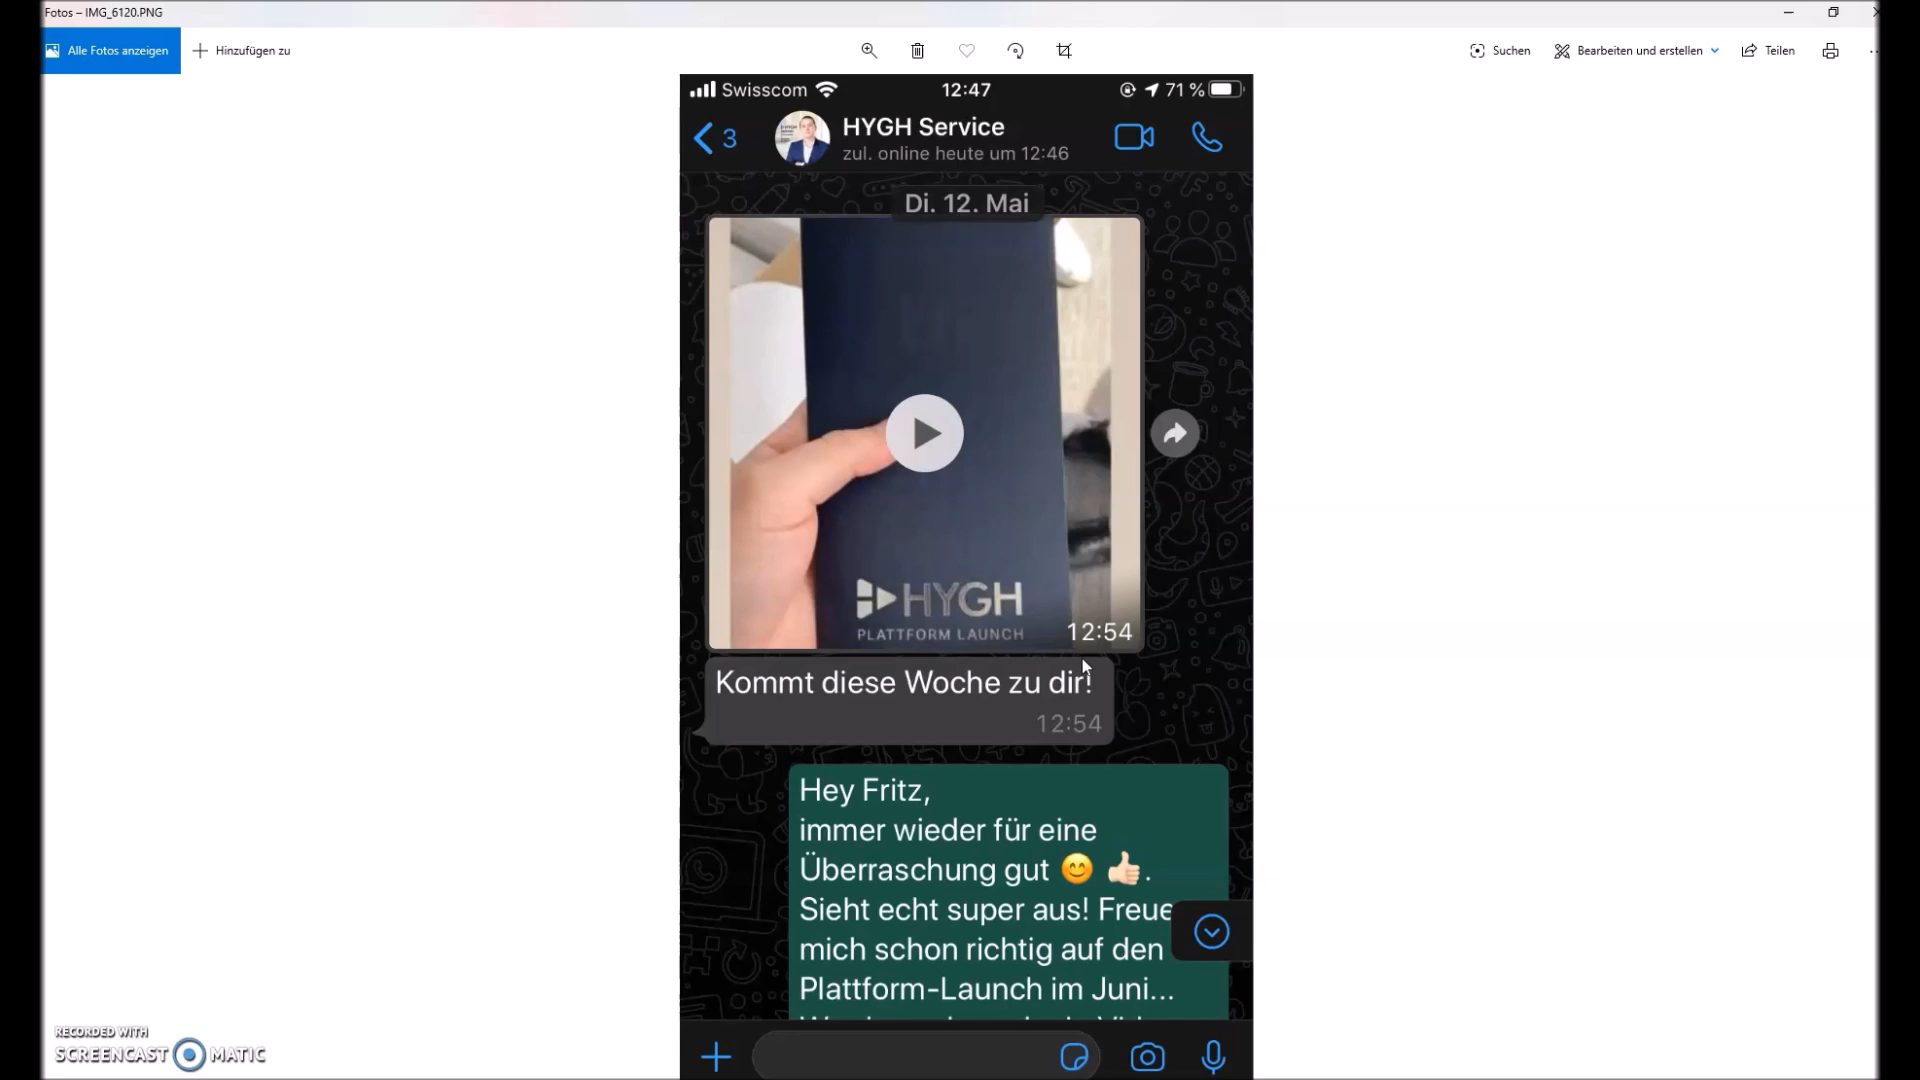 Fotos – IMG_6120.PNG
Alle Fotos anzeigen
Hinzufügen zu
Suchen
Bearbeiten und erstellen
Teilen
Swisscom
12:47
71 %
3
HYGH Service
zul. online heute um 12:46
Di. 12. Mai
HYGH
PLATTFORM LAUNCH
12:54
Kommt diese Woche zu dir!
12:54
Hey Fritz,
immer wieder für eine
Überraschung gut 😊 👍🏻.
Sieht echt super aus! Freue
mich schon richtig auf den
Plattform-Launch im Juni...
RECORDED WITH
SCREENCAST MATIC